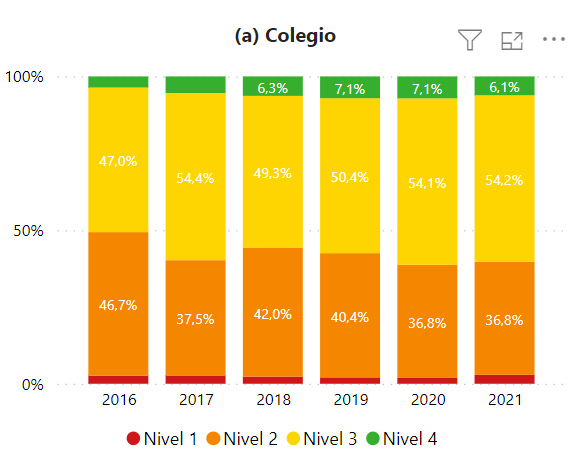 (a) Colegio
100%
6,3% 7,1% 7,1% 6,1%
47,0% 54,4% 49,3% 50,4% 54,1% 54,2%
50%
46,7% 37,5% 42,0% 40,4% 36,8% 36,8%
0%
2016 2017 2018 2019 2020 2021
Nivel 1 Nivel 2 Nivel 3 Nivel 4